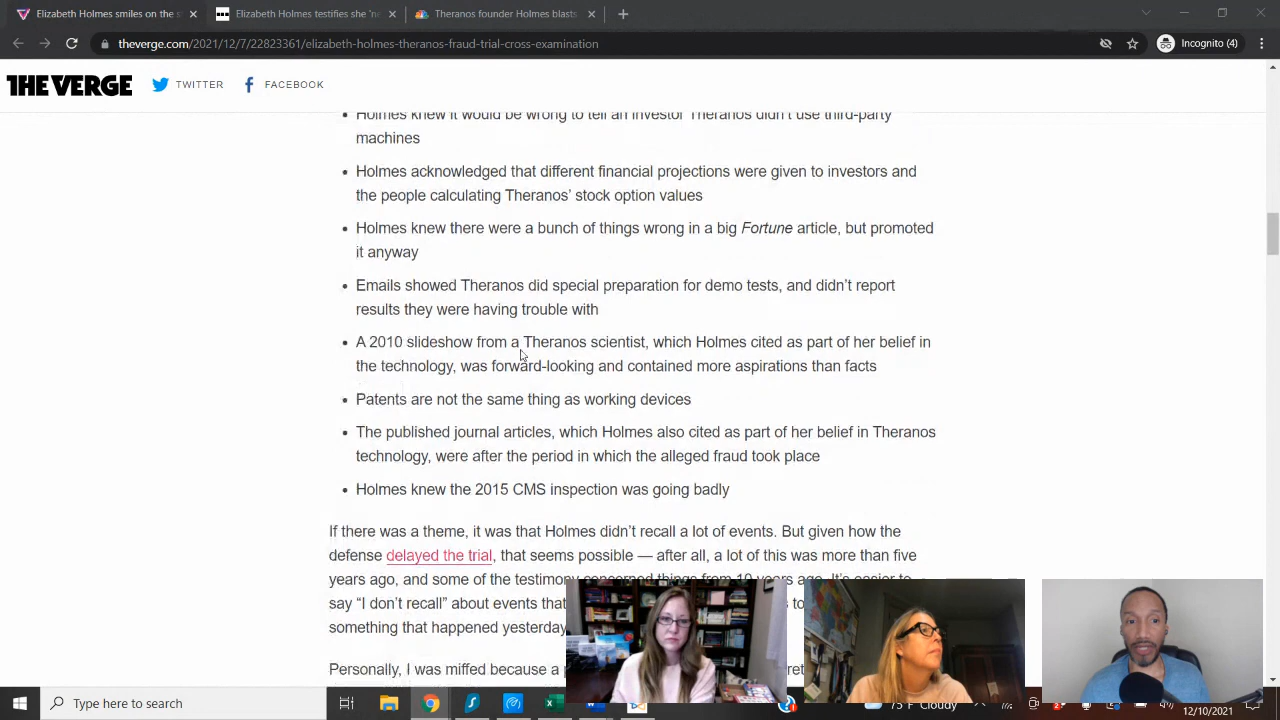 Elizabeth Holmes smiles on the s
Elizabeth Holmes testifies she 'ne
Theranos founder Holmes blasts
theverge.com/2021/12/7/22823361/elizabeth-holmes-theranos-fraud-trial-cross-examination
Incognito (4)
THE VERGE
TWITTER
FACEBOOK
Holmes knew it would be wrong to tell an investor Theranos didn't use third-party
machines
Holmes acknowledged that different financial projections were given to investors and
the people calculating Theranos' stock option values
Holmes knew there were a bunch of things wrong in a big Fortune article, but promoted
it anyway
Emails showed Theranos did special preparation for demo tests, and didn't report
results they were having trouble with
A 2010 slideshow from a Theranos scientist, which Holmes cited as part of her belief in
the technology, was forward-looking and contained more aspirations than facts
Patents are not the same thing as working devices
The published journal articles, which Holmes also cited as part of her belief in Theranos
technology, were after the period in which the alleged fraud took place
Holmes knew the 2015 CMS inspection was going badly
If there was a theme, it was that Holmes didn't recall a lot of events. But given how the
defense delayed the trial, that seems possible — after all, a lot of this was more than five
years ago, and some of the testimony concerned things from 10 years ago. It's easier to
say "I don't recall" about events that
something that happened yesterday
Personally, I was miffed because a
Type here to search
75°F Cloudy
12/10/2021